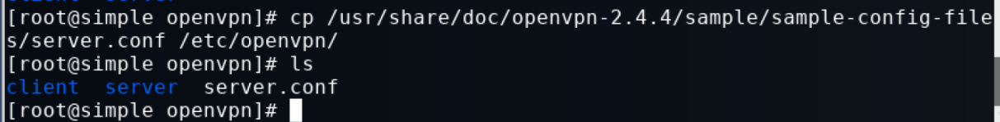 [root@simple openvpn]# cp /usr/share/doc/openvpn-2.4.4/sample/sample-config-file
s/server.conf /etc/openvpn/
[root@simple openvpn]# ls
client  server  server.conf
[root@simple openvpn]#